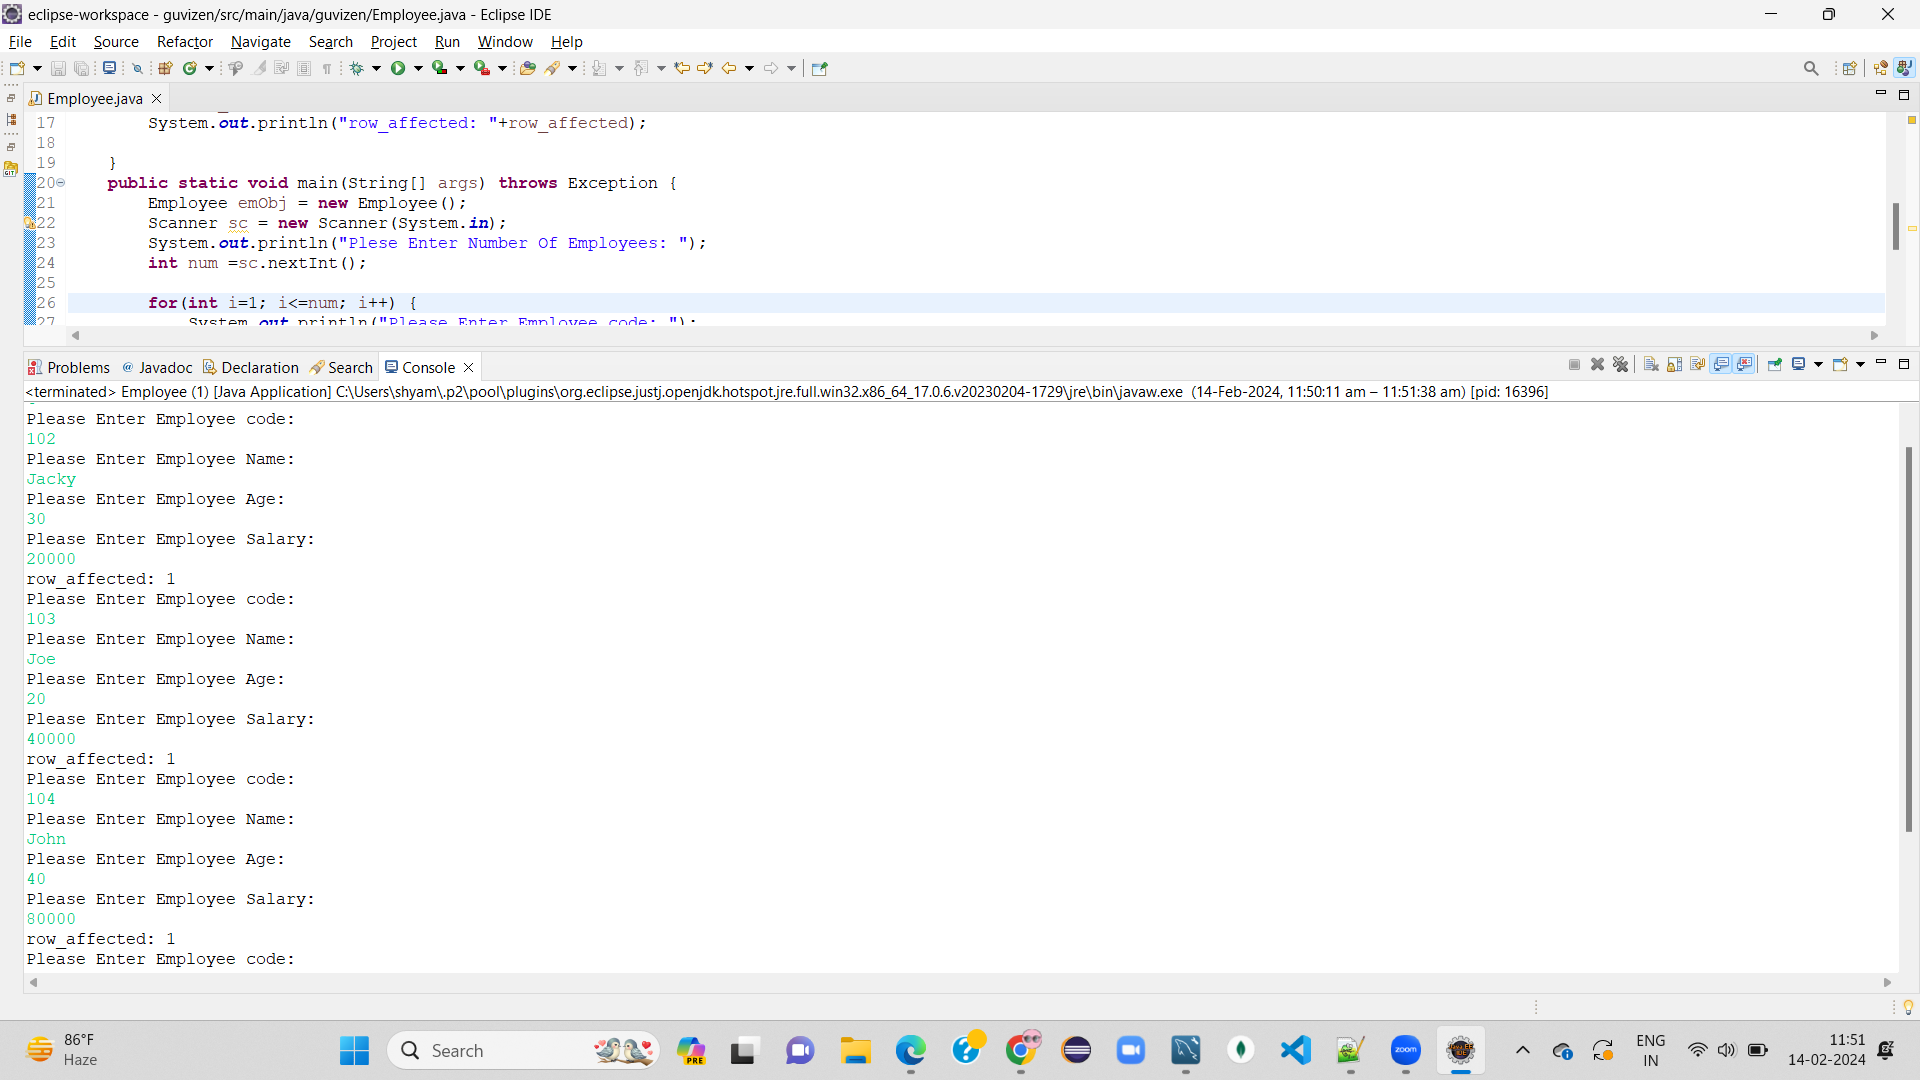 eclipse-workspace - guvizen/src/main/java/guvizen/Employee.java - Eclipse IDE
File Edit Source Refactor Navigate Search Project Run Window Help
Employee.java
17 System.out.println("row_affected: "+row_affected);
18
19 }
20 public static void main(String[] args) throws Exception {
21 Employee emObj = new Employee();
22 Scanner sc = new Scanner(System.in);
23 System.out.println("Plese Enter Number Of Employees: ");
24 int num =sc.nextInt();
25
26 for(int i=1; i<=num; i++) {
27 System.out.println("Please Enter Employee code: ");
Problems @ Javadoc Declaration Search Console
<terminated> Employee (1) [Java Application] C:\Users\shyam\.p2\pool\plugins\org.eclipse.justj.openjdk.hotspot.jre.full.win32.x86_64_17.0.6.v20230204-1729\jre\bin\javaw.exe (14-Feb-2024, 11:50:11 am – 11:51:38 am) [pid: 16396]
Please Enter Employee code:
102
Please Enter Employee Name:
Jacky
Please Enter Employee Age:
30
Please Enter Employee Salary:
20000
row_affected: 1
Please Enter Employee code:
103
Please Enter Employee Name:
Joe
Please Enter Employee Age:
20
Please Enter Employee Salary:
40000
row_affected: 1
Please Enter Employee code:
104
Please Enter Employee Name:
John
Please Enter Employee Age:
40
Please Enter Employee Salary:
80000
row_affected: 1
Please Enter Employee code:
86°F
Haze
Search
PRE
zoom
ENG
IN
11:51
14-02-2024